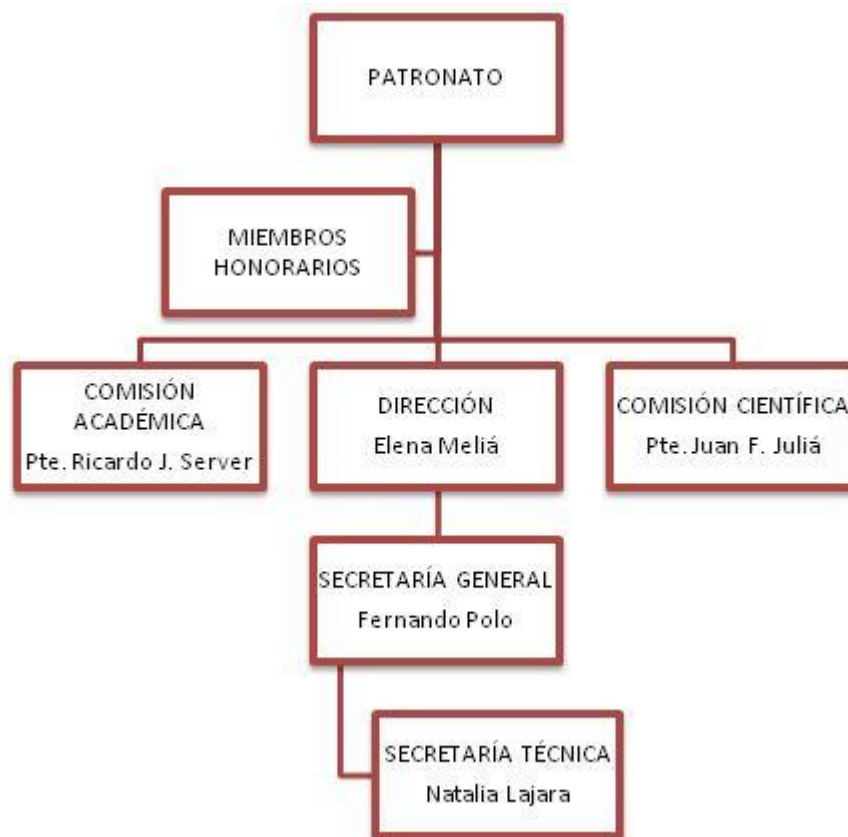 PATRONATO
MIEMBROS
HONORARIOS
COMISIÓN
ACADÉMICA
Pte. Ricardo J. Server
DIRECCIÓN
Elena Meliá
COMISIÓN CIENTÍFICA
Pte. Juan F. Juliá
SECRETARÍA GENERAL
Fernando Polo
SECRETARÍA TÉCNICA
Natalia Lajara